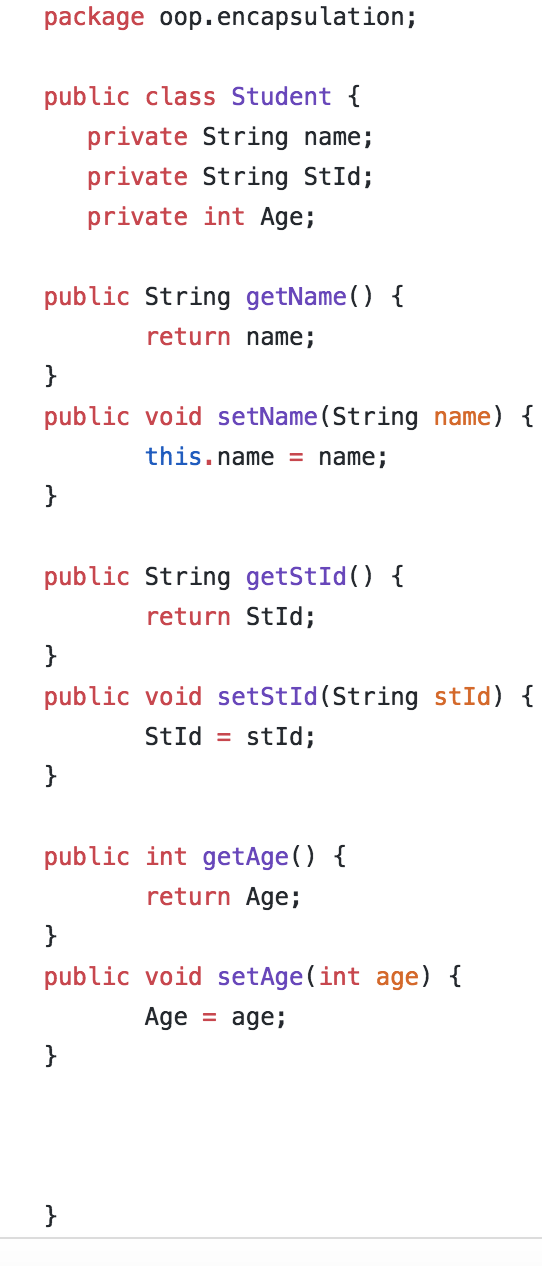 package oop.encapsulation;
public class Student {
private String name;
private String StId;
private int Age;
public String getName() {
return name;
}
public void setName(String name) {
this.name = name;
}
public String getStId() {
return StId;
}
public void setStId(String stId) {
StId = stId;
}
public int getAge() {
return Age;
}
public void setAge(int age) {
Age = age;
}
}